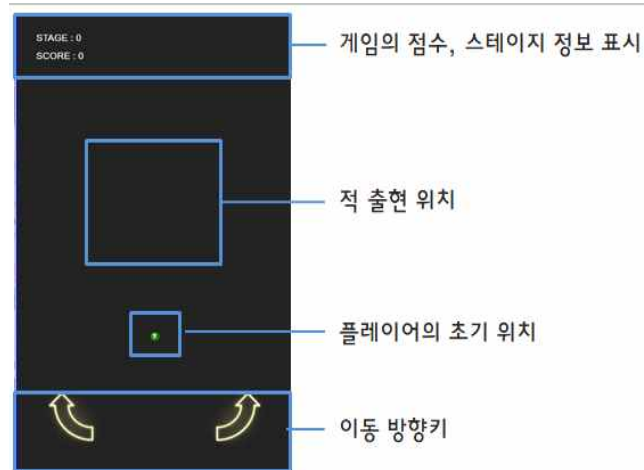 STAGE : 0
SCORE : 0
게임의 점수, 스테이지 정보 표시
적 출현 위치
플레이어의 초기 위치
이동 방향키